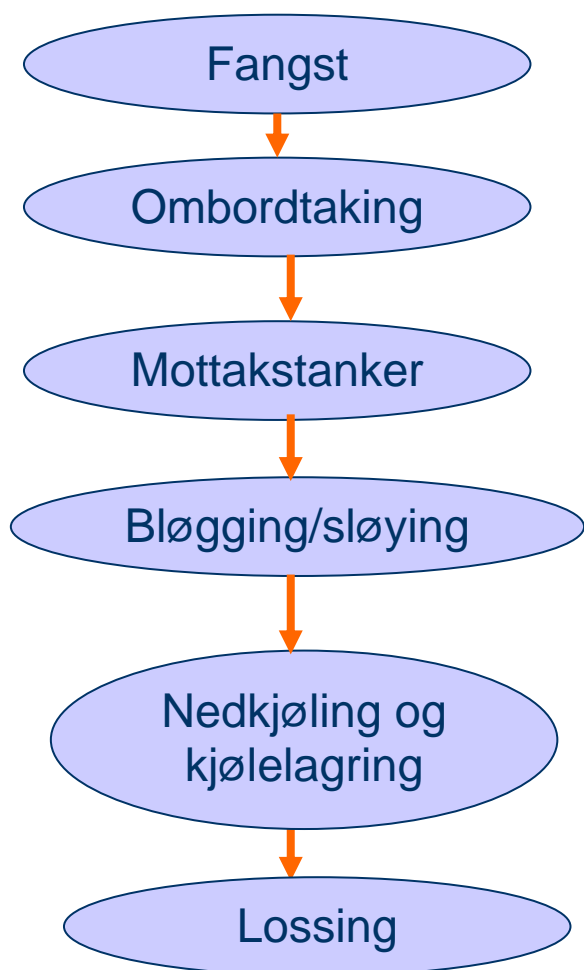 Fangst
Ombordtaking
Mottakstanker
Bløgging/sløying
Nedkjøling og
kjølelagring
Lossing